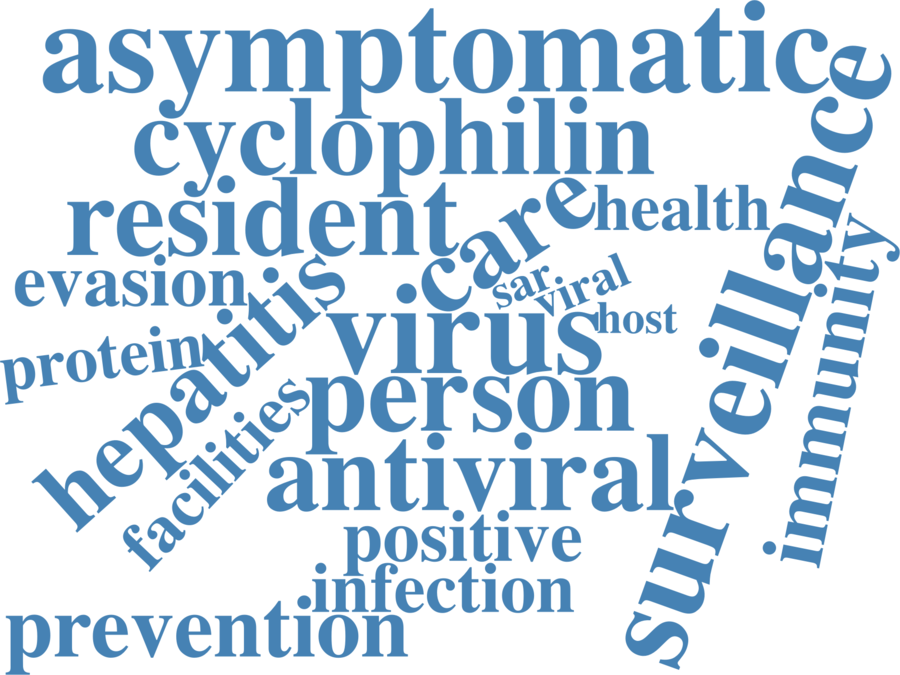 asymptomatic
cyclophilin
resident
care
health
surveillance
evasion
hepatitis
sar
viral
immunity
virus
host
protein
person
facilities
antiviral
positive
infection
prevention